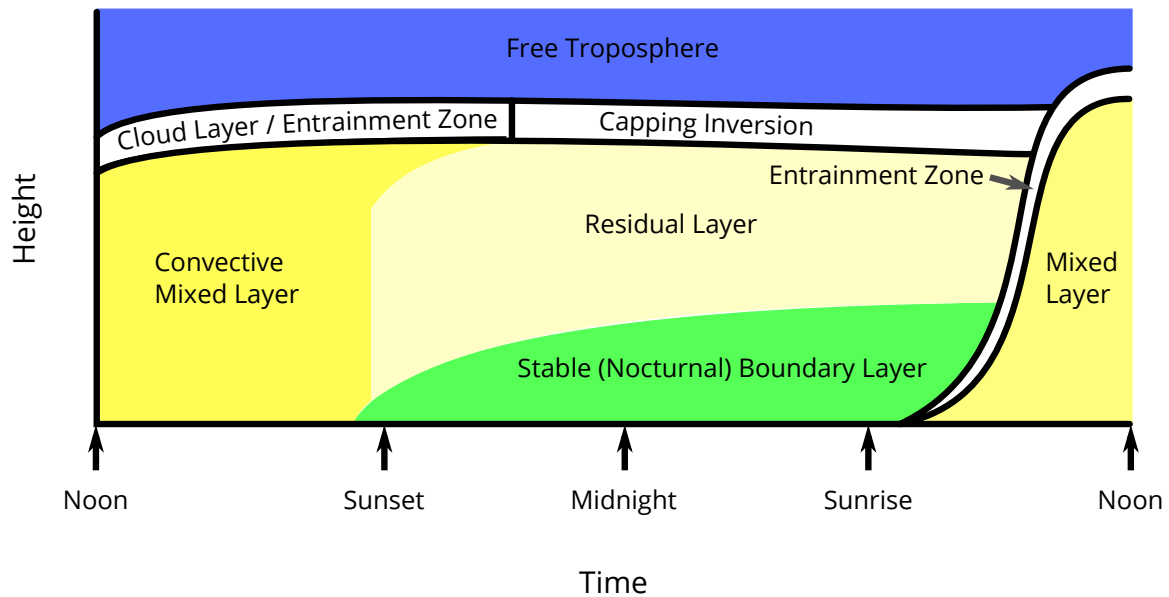 Free Troposphere
Cloud Layer / Entrainment Zone
Capping Inversion
Entrainment Zone
Height
Residual Layer
Convective
Mixed Layer
Mixed
Layer
Stable (Nocturnal) Boundary Layer
Noon
Sunset
Midnight
Sunrise
Noon
Time